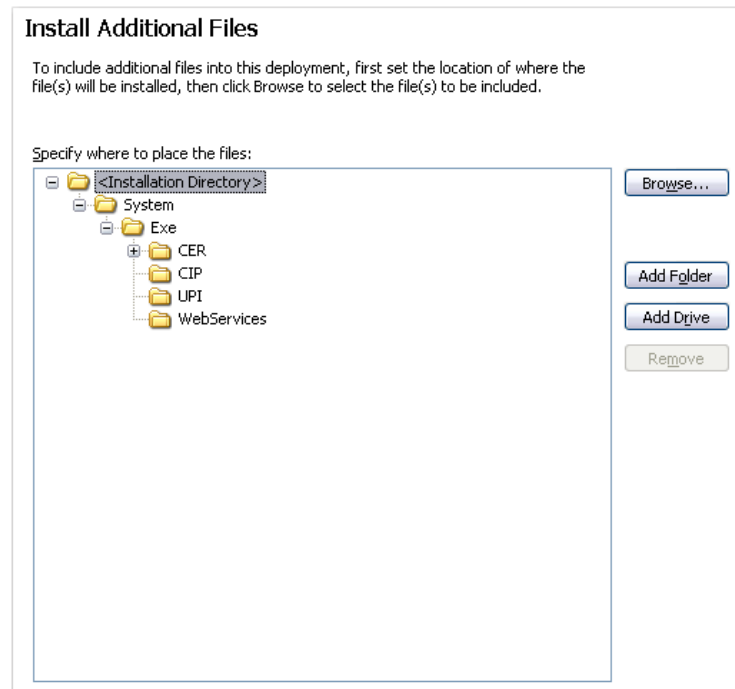 Install Additional Files
To include additional files into this deployment, first set the location of where the
file(s) will be installed, then click Browse to select the file(s) to be included.
Specify where to place the files:
<Installation Directory>
Browse...
System
Exe
CER
CIP
Add Folder
UPI
WebServices
Add Drive
Remove